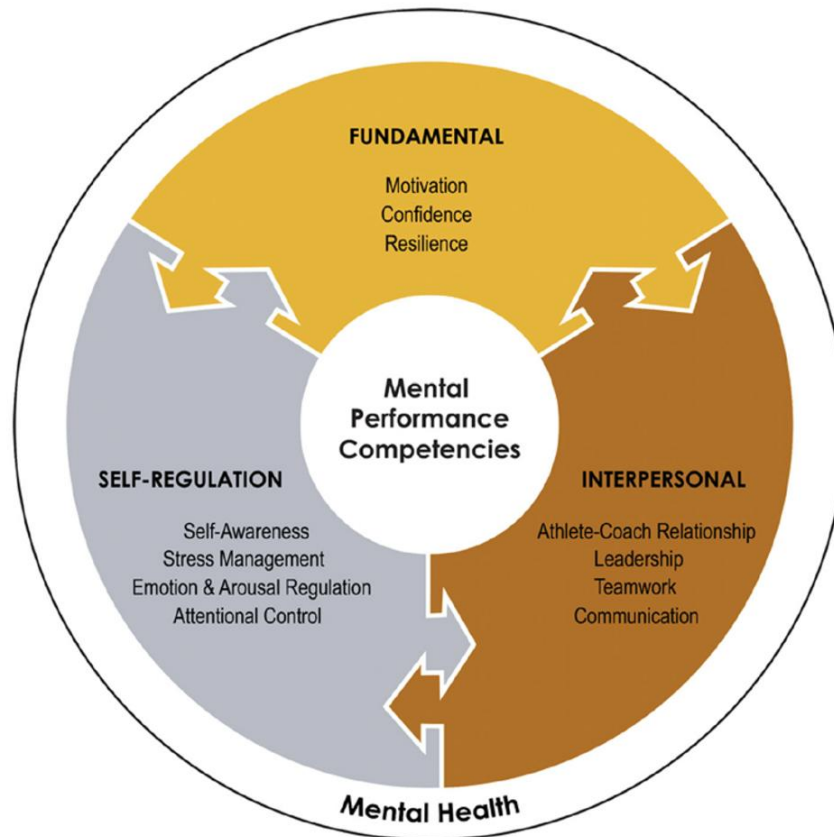 FUNDAMENTAL
Motivation
Confidence
Resilience
Mental
Performance
Competencies
SELF-REGULATION
Self-Awareness
Stress Management
Emotion & Arousal Regulation
Attentional Control
INTERPERSONAL
Athlete-Coach Relationship
Leadership
Teamwork
Communication
Mental Health